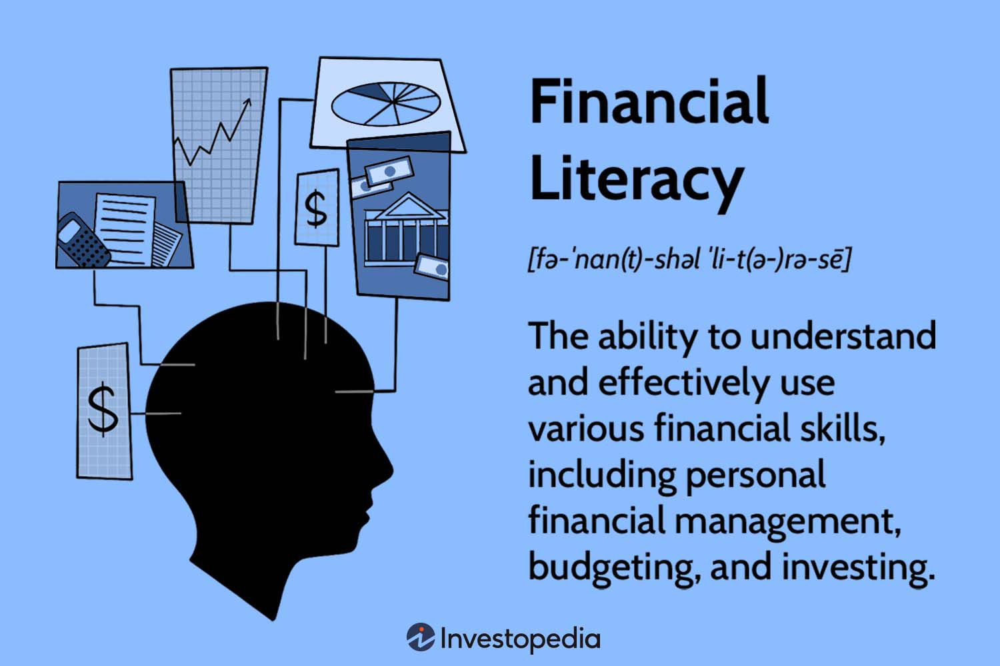 $
$
Financial
Literacy
[fə-ˈnan(t)-shəl ˈli-t(ə-)rə-sē]
The ability to understand
and effectively use
various financial skills,
including personal
financial management,
budgeting, and investing.
Investopedia